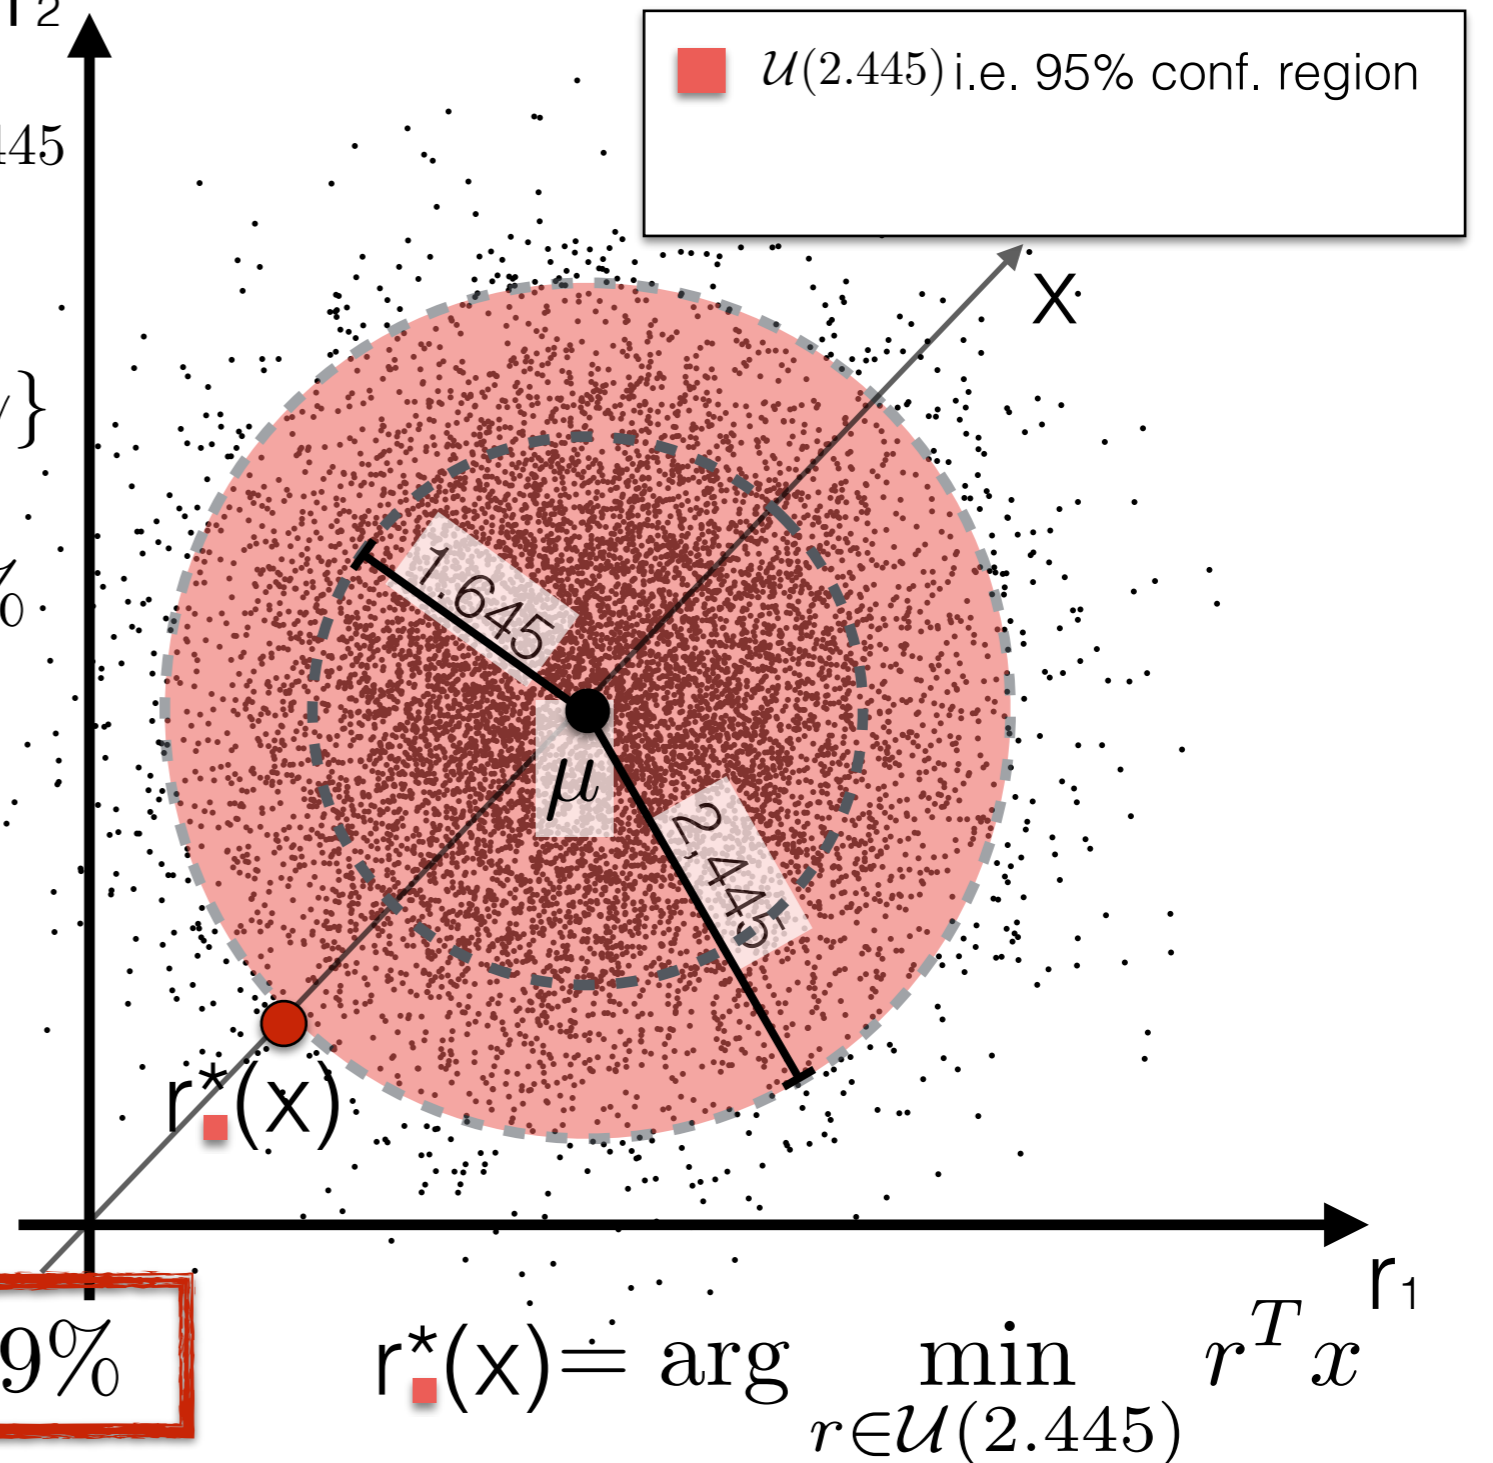 r₂
𝒰(2.445) i.e. 95% conf. region
445
x
}
1.645
%
μ
2,445
r*(x)
r₁
9%
r*(x) ≐ arg min r^T x
r∈𝒰(2.445)